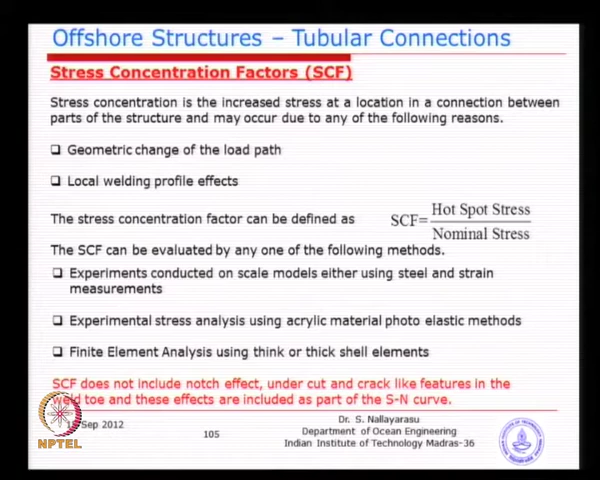 Offshore Structures – Tubular Connections
Stress Concentration Factors (SCF)
Stress concentration is the increased stress at a location in a connection between
parts of the structure and may occur due to any of the following reasons.
❑ Geometric change of the load path
❑ Local welding profile effects
The stress concentration factor can be defined as SCF= Hot Spot Stress / Nominal Stress
The SCF can be evaluated by any one of the following methods.
❑ Experiments conducted on scale models either using steel and strain
measurements
❑ Experimental stress analysis using acrylic material photo elastic methods
❑ Finite Element Analysis using think or thick shell elements
SCF does not include notch effect, under cut and crack like features in the
weld toe and these effects are included as part of the S-N curve.
Sep 2012
105
Dr. S. Nallayarasu
Department of Ocean Engineering
Indian Institute of Technology Madras-36
NPTEL